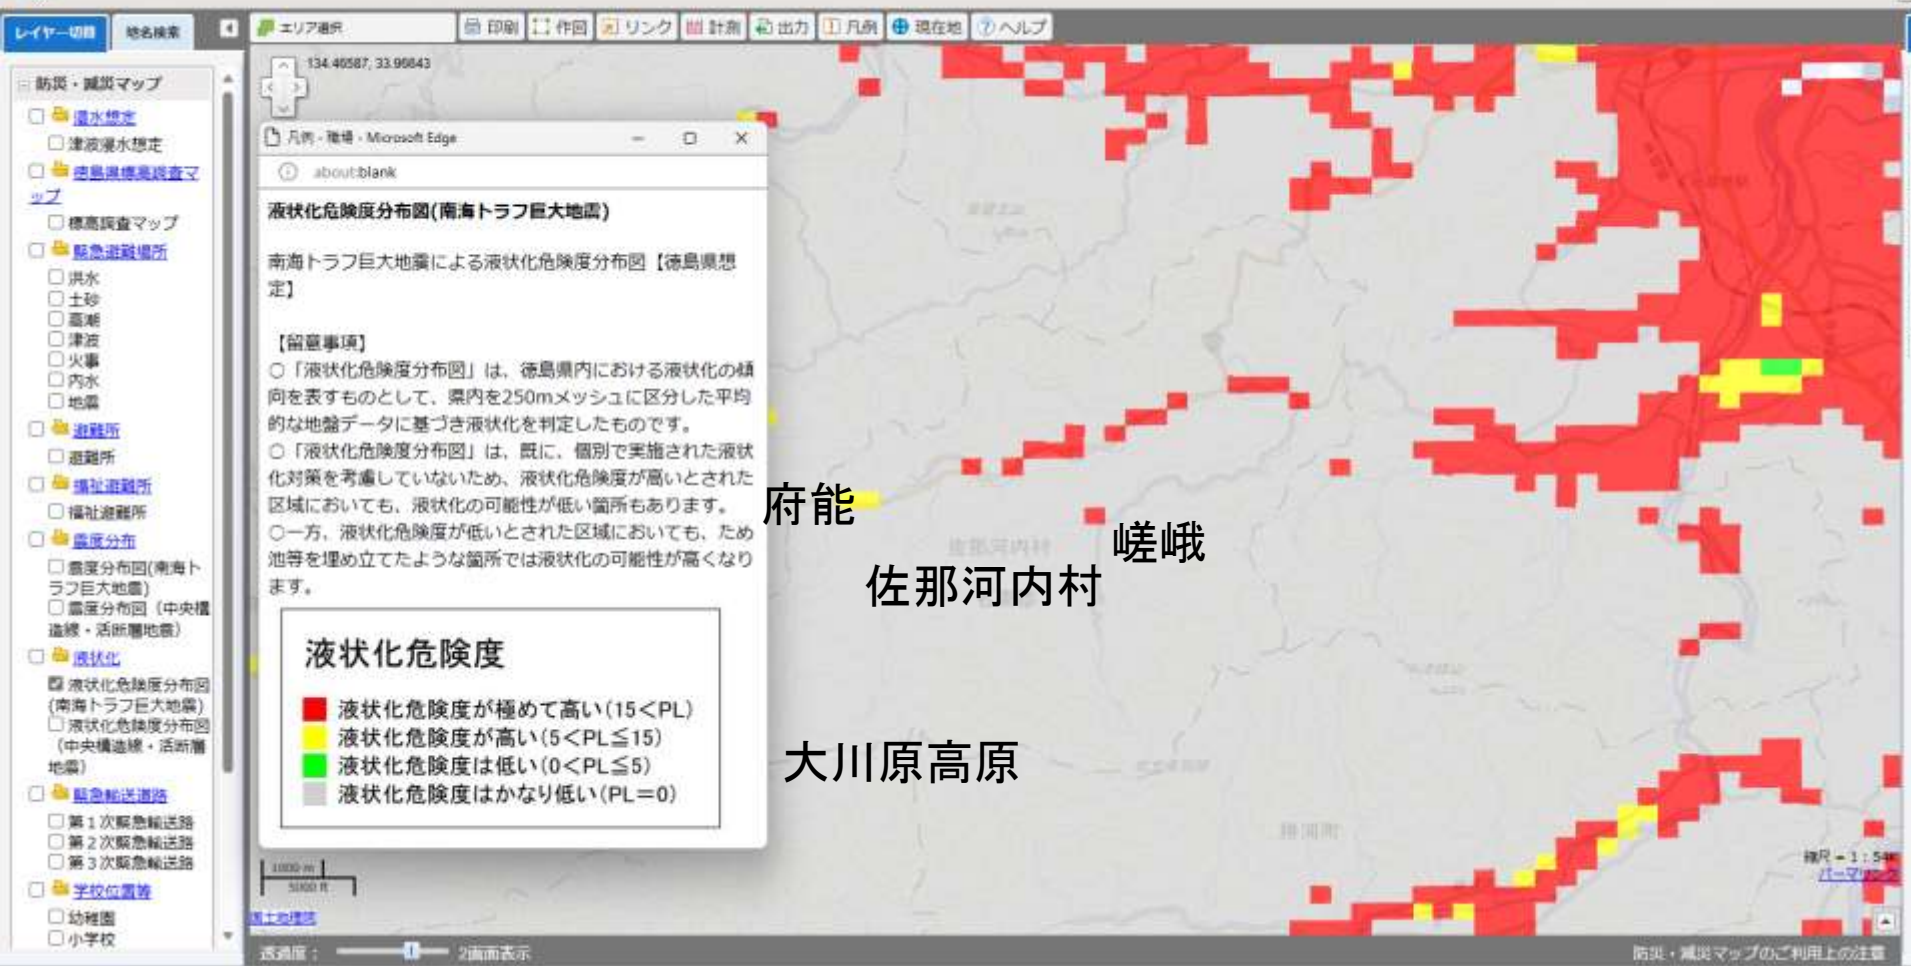 レイヤー切替
地名検索
エリア選択
印刷
作図
リンク
計測
出力
凡例
現在地
ヘルプ
134.46587, 33.96643
防災・減災マップ
浸水想定
津波浸水想定
徳島県標高調査マ
ップ
標高調査マップ
緊急避難場所
洪水
土砂
高潮
津波
火事
内水
地震
避難所
避難所
福祉避難所
福祉避難所
震度分布
震度分布図(南海ト
ラフ巨大地震)
震度分布図(中央構
造線・活断層地震)
液状化
液状化危険度分布図
(南海トラフ巨大地震)
液状化危険度分布図
(中央構造線・活断層
地震)
緊急輸送道路
第1次緊急輸送路
第2次緊急輸送路
第3次緊急輸送路
学校位置等
幼稚園
小学校
凡例 - 職場 - Microsoft Edge
about:blank
液状化危険度分布図(南海トラフ巨大地震)
南海トラフ巨大地震による液状化危険度分布図【徳島県想
定】
【留意事項】
○「液状化危険度分布図」は、徳島県内における液状化の傾
向を表すものとして、県内を250mメッシュに区分した平均
的な地盤データに基づき液状化を判定したものです。
○「液状化危険度分布図」は、既に、個別で実施された液状
化対策を考慮していないため、液状化危険度が高いとされた
区域においても、液状化の可能性が低い箇所もあります。
○一方、液状化危険度が低いとされた区域においても、ため
池等を埋め立てたような箇所では液状化の可能性が高くなり
ます。
液状化危険度
液状化危険度が極めて高い(15<PL)
液状化危険度が高い(5<PL≦15)
液状化危険度は低い(0<PL≦5)
液状化危険度はかなり低い(PL=0)
府能
嵯峨
佐那河内村
佐那河内村
大川原高原
勝浦町
1000 m
5000 ft
国土地理院
縮尺 = 1 : 54K
パーマリンク
透過度:
2画面表示
防災・減災マップのご利用上の注意